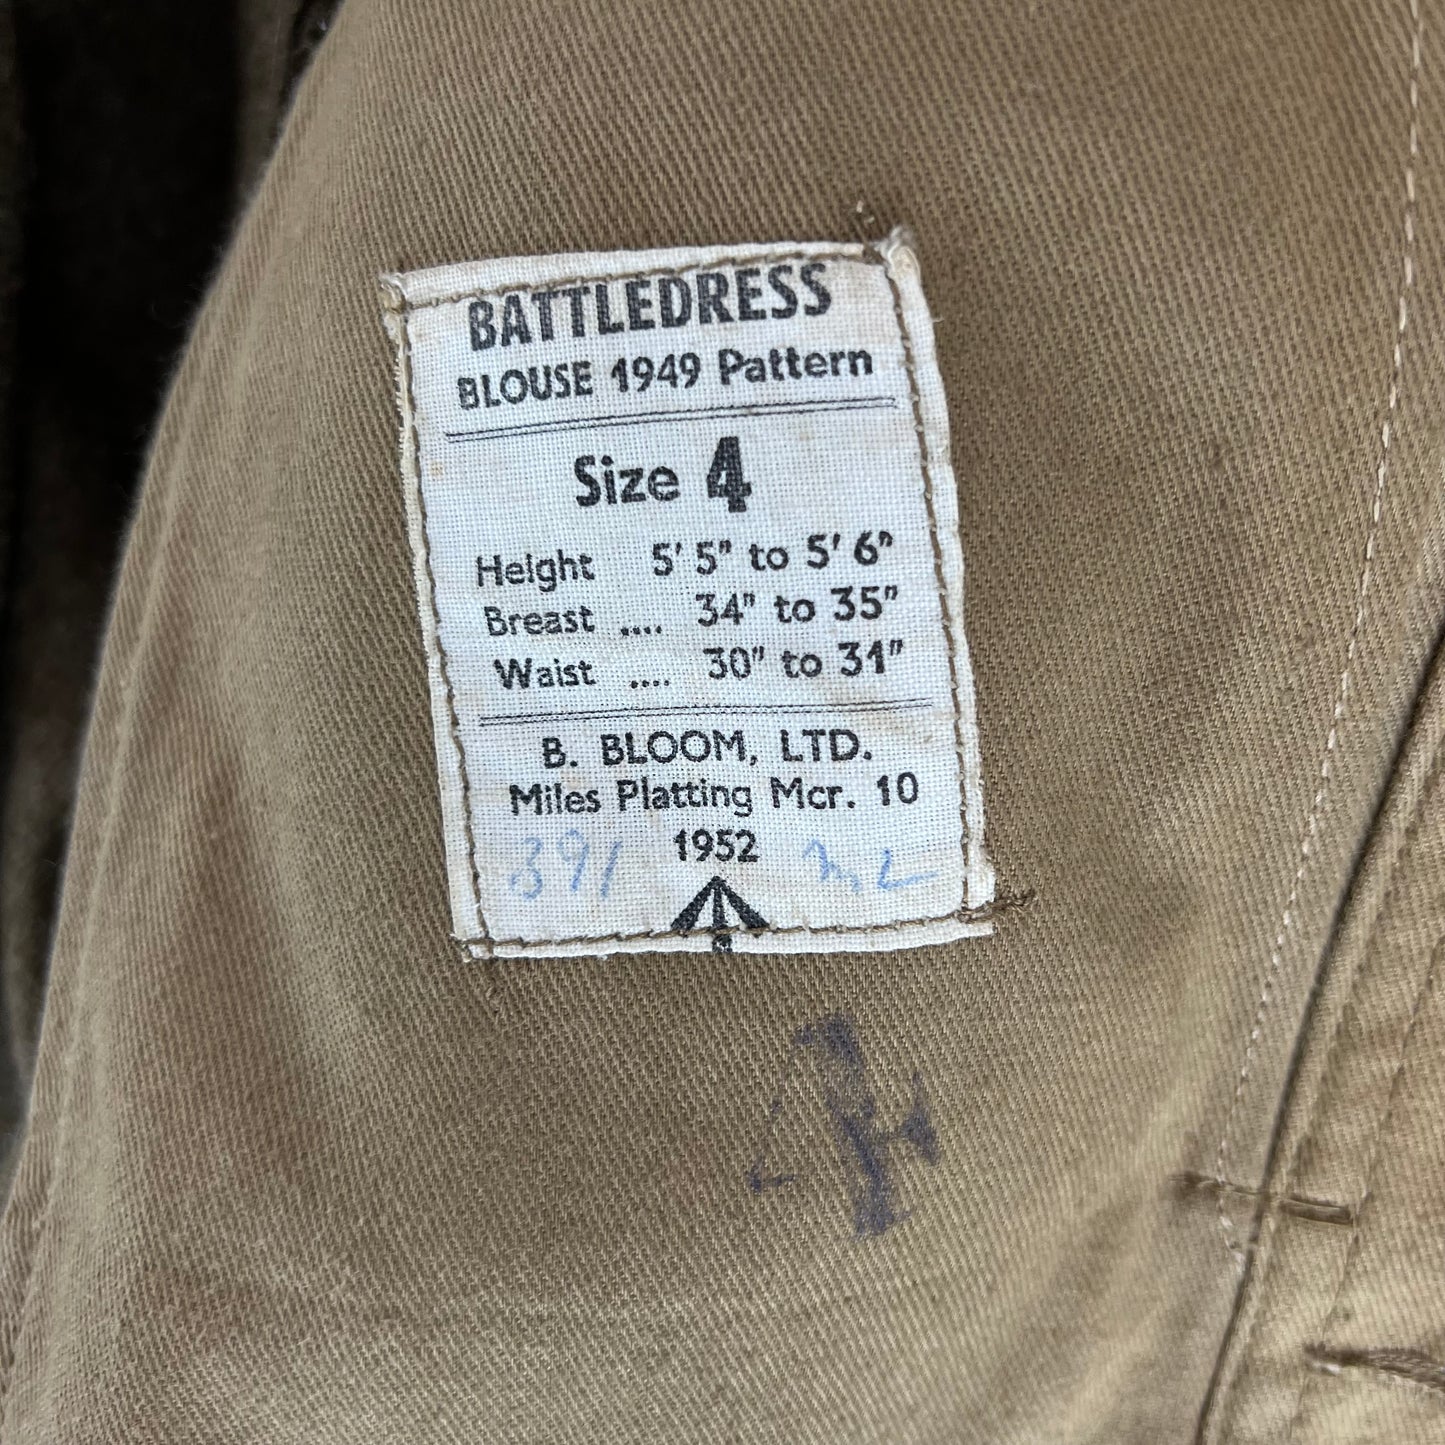 BATTLEDRESS
BLOUSE 1949 Pattern
Size 4
Height 5' 5" to 5' 6"
Breast .... 34" to 35"
Waist .... 30" to 31"
B. BLOOM, LTD.
Miles Platting Mcr. 10
391 1952
4